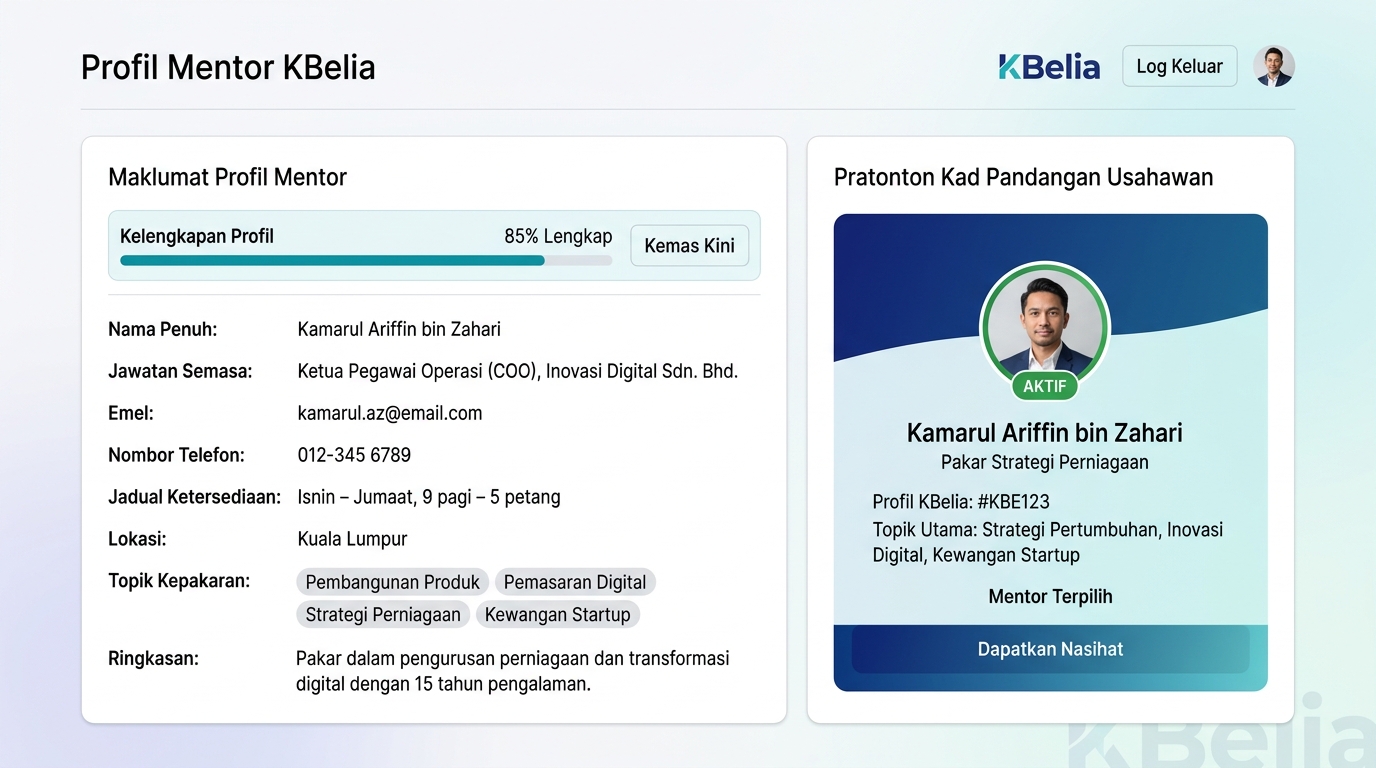 Profil Mentor KBelia
KBelia
Log Keluar
Maklumat Profil Mentor
Kelengkapan Profil
85% Lengkap
Kemas Kini
Nama Penuh: Kamarul Ariffin bin Zahari
Jawatan Semasa: Ketua Pegawai Operasi (COO), Inovasi Digital Sdn. Bhd.
Emel: kamarul.az@email.com
Nombor Telefon: 012-345 6789
Jadual Ketersediaan: Isnin – Jumaat, 9 pagi – 5 petang
Lokasi: Kuala Lumpur
Topik Kepakaran: Pembangunan Produk Pemasaran Digital
Strategi Perniagaan Kewangan Startup
Ringkasan: Pakar dalam pengurusan perniagaan dan transformasi
digital dengan 15 tahun pengalaman.
Pratonton Kad Pandangan Usahawan
AKTIF
Kamarul Ariffin bin Zahari
Pakar Strategi Perniagaan
Profil KBelia: #KBE123
Topik Utama: Strategi Pertumbuhan, Inovasi
Digital, Kewangan Startup
Mentor Terpilih
Dapatkan Nasihat
KBelia